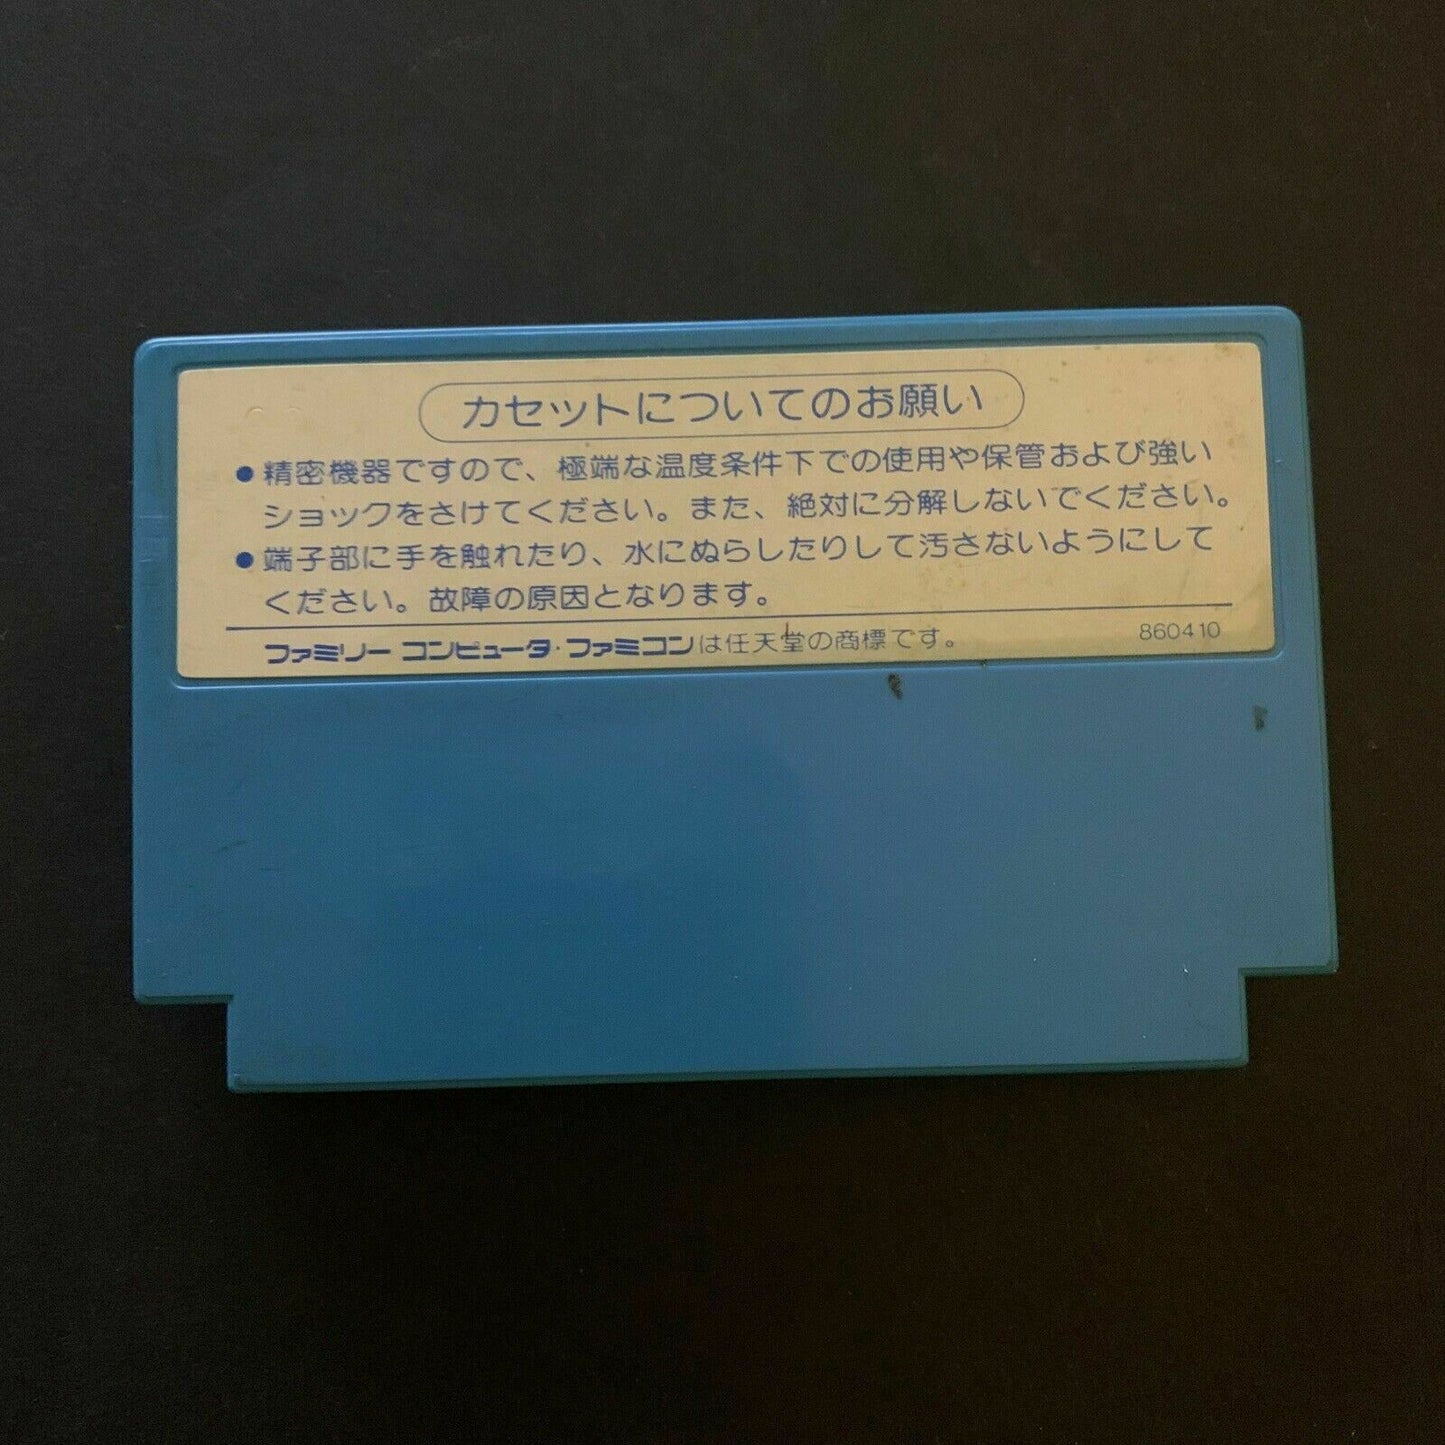 カセットについてのお願い
●精密機器ですので、極端な温度条件下での使用や保管および強い
ショックをさけてください。また、絶対に分解しないでください。
●端子部に手を触れたり、水にぬらしたりして汚さないようにして
ください。故障の原因となります。
ファミリー コンピュータ・ファミコンは任天堂の商標です。 860410